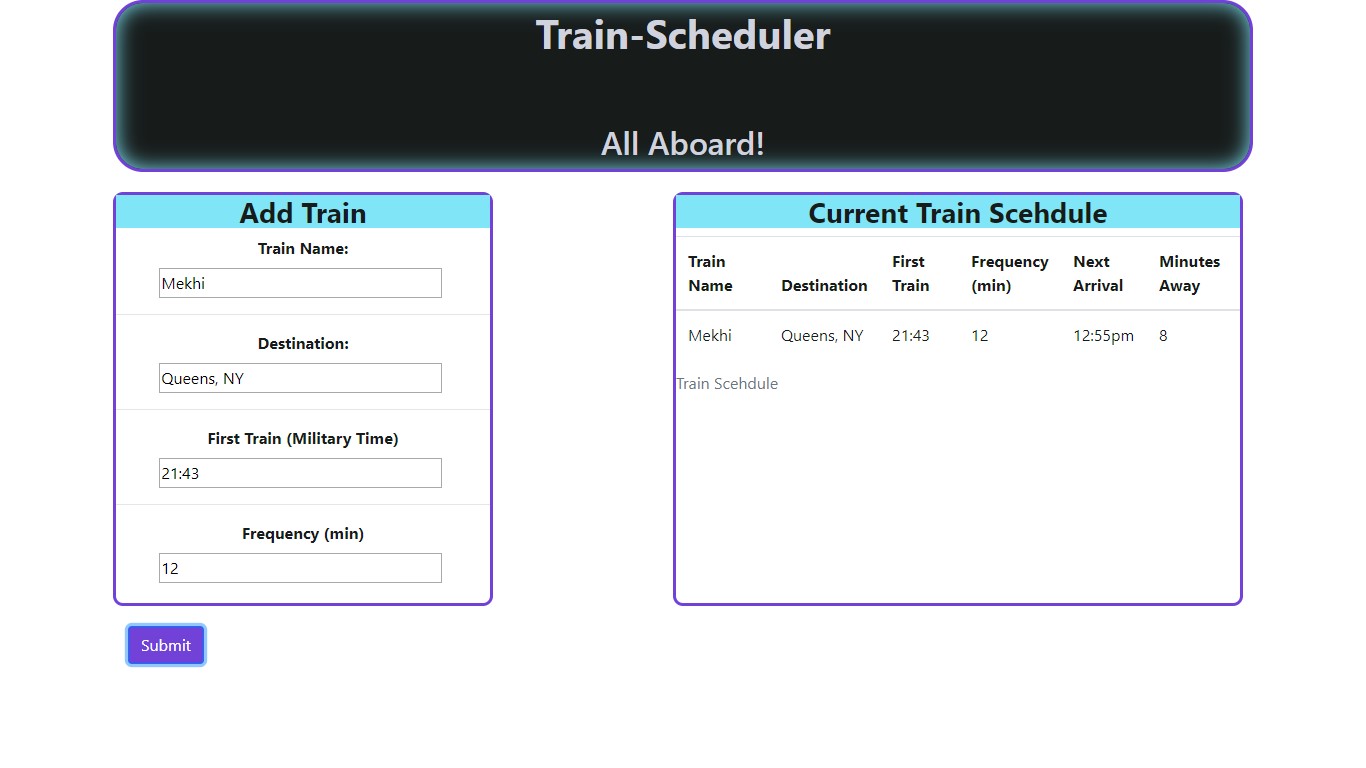 Train-Scheduler
All Aboard!
Add Train
Train Name:
Mekhi
Destination:
Queens, NY
First Train (Military Time)
21:43
Frequency (min)
12
Submit
Current Train Scehdule
Train Name Destination First Train Frequency (min) Next Arrival Minutes Away
Mekhi Queens, NY 21:43 12 12:55pm 8
Train Scehdule